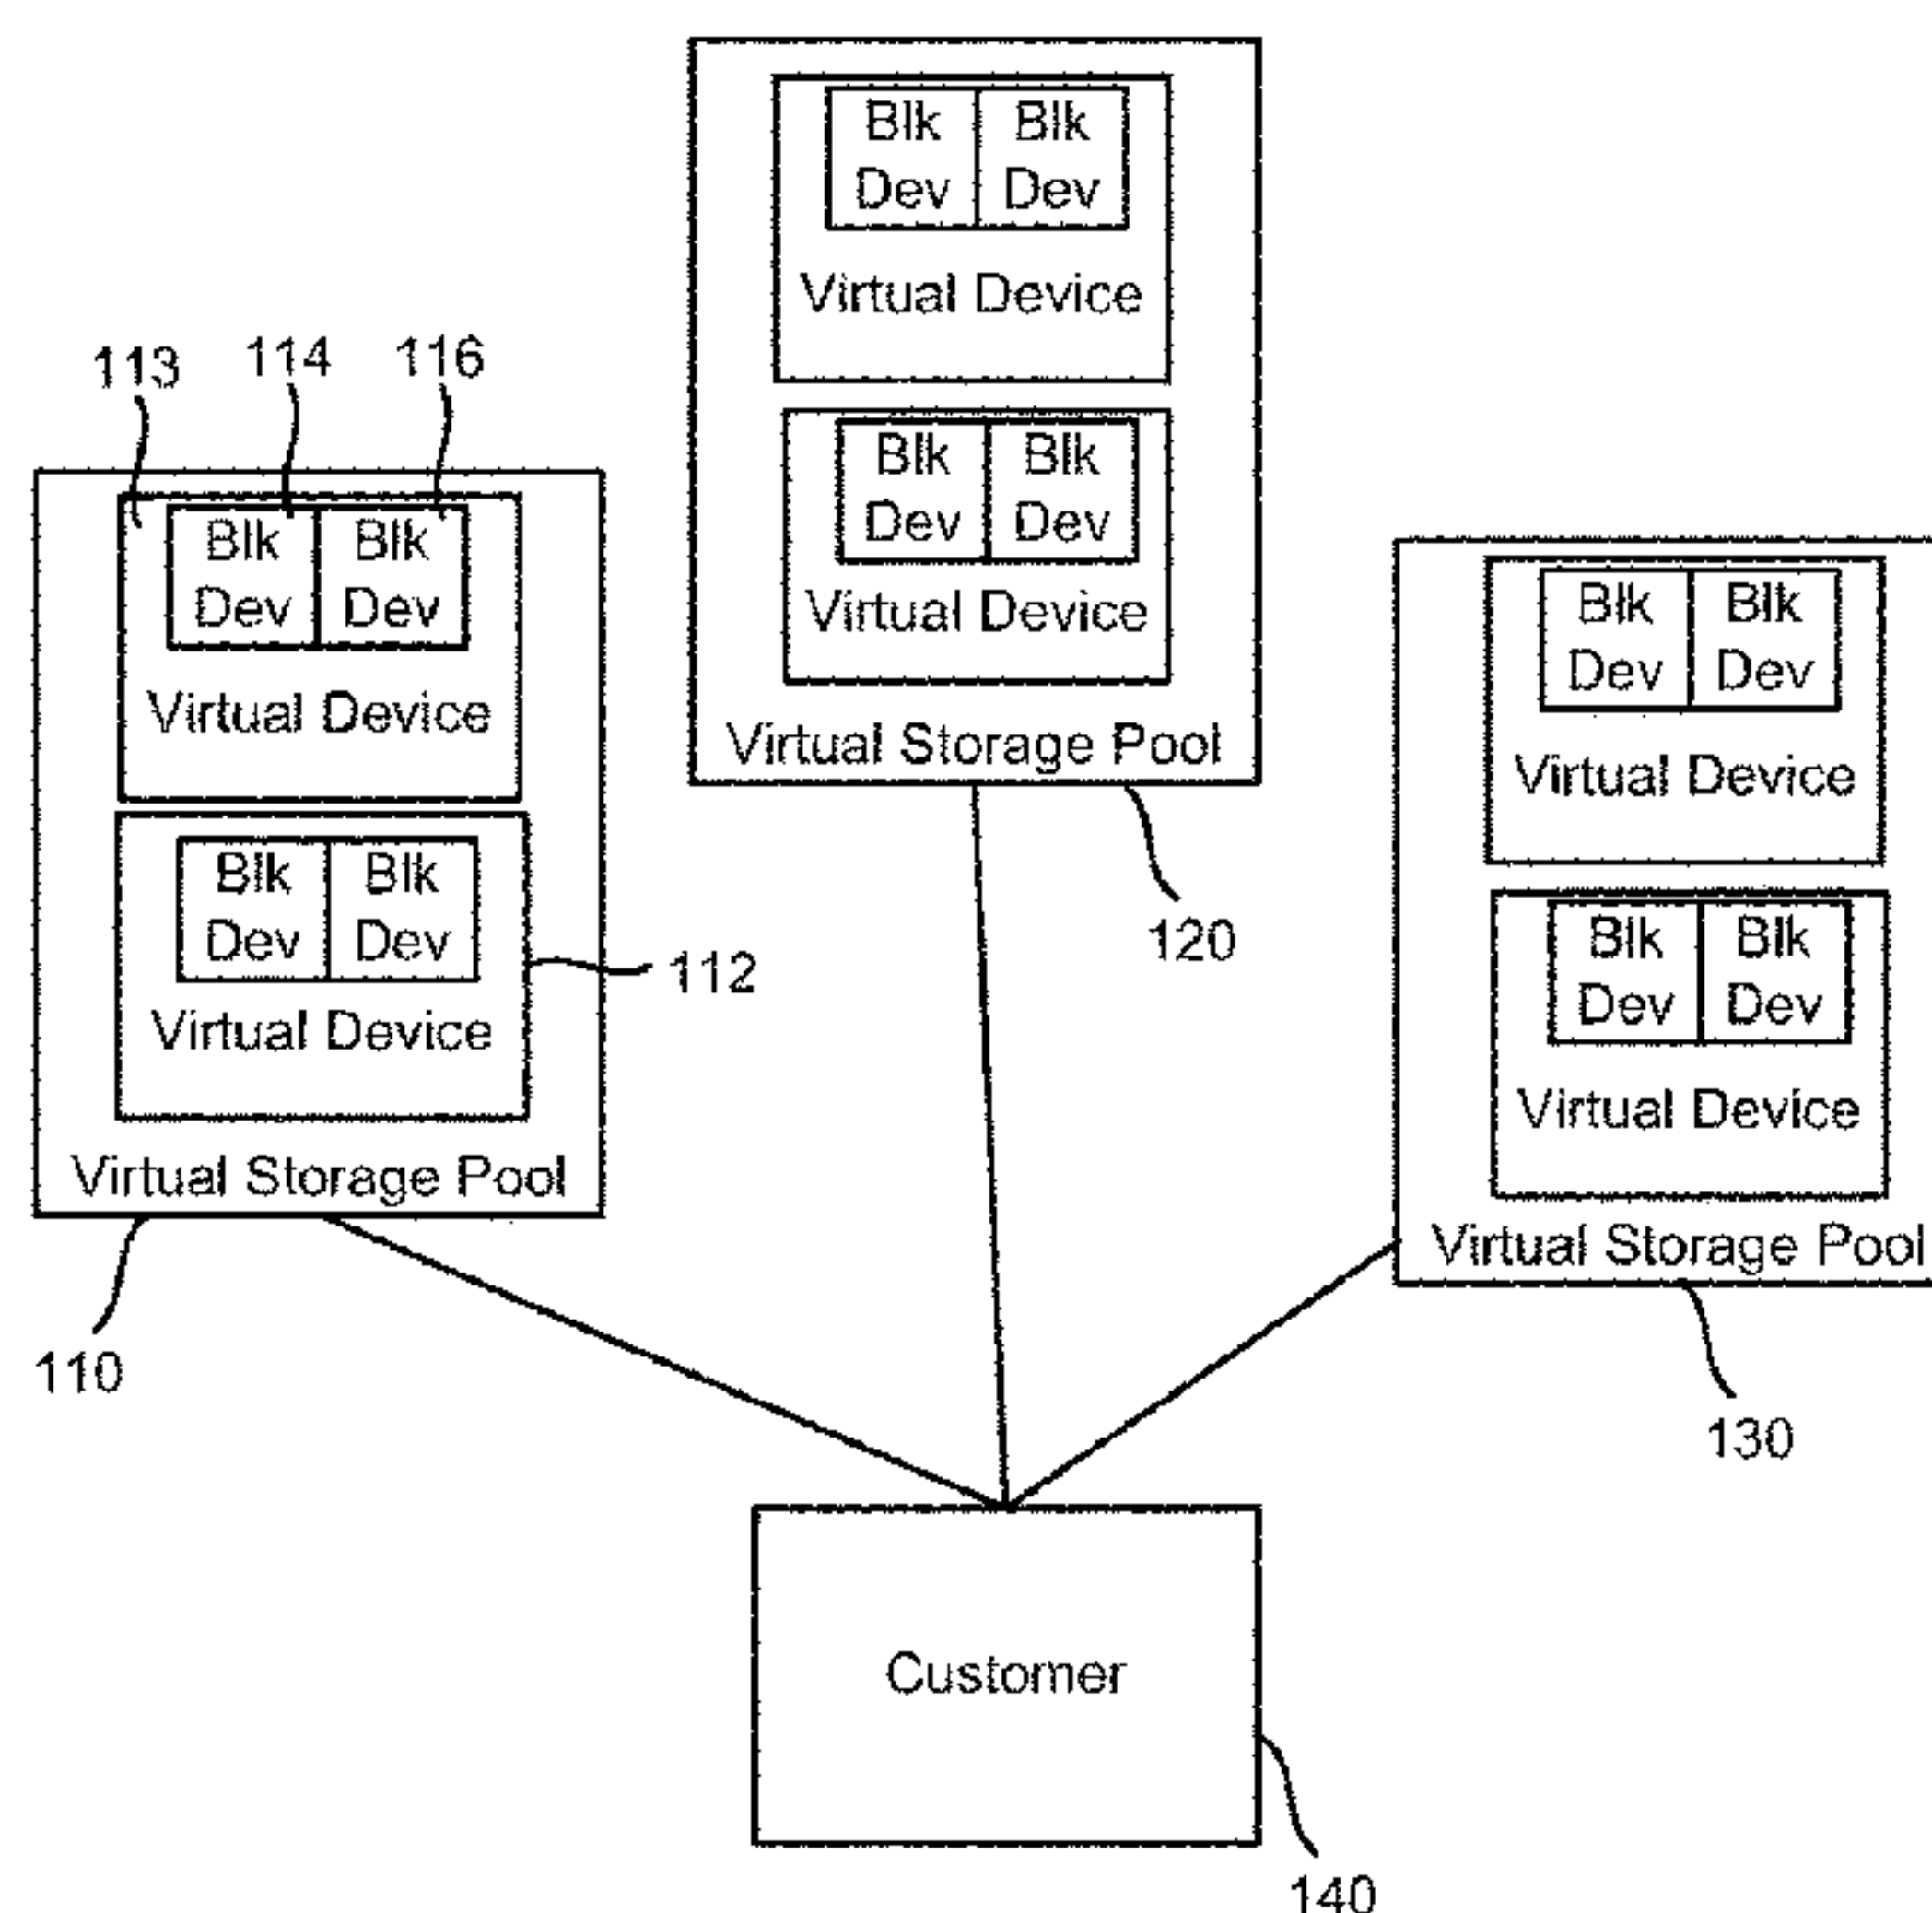 Blk Blk
Dev Dev
Virtual Device
Blk Blk
Dev Dev
Virtual Device
Virtual Storage Pool
120
113 114 116
Blk Blk
Dev Dev
Virtual Device
Blk Blk
Dev Dev
112
Virtual Device
Virtual Storage Pool
110
Blk Blk
Dev Dev
Virtual Device
Blk Blk
Dev Dev
Virtual Device
Virtual Storage Pool
130
Customer
140